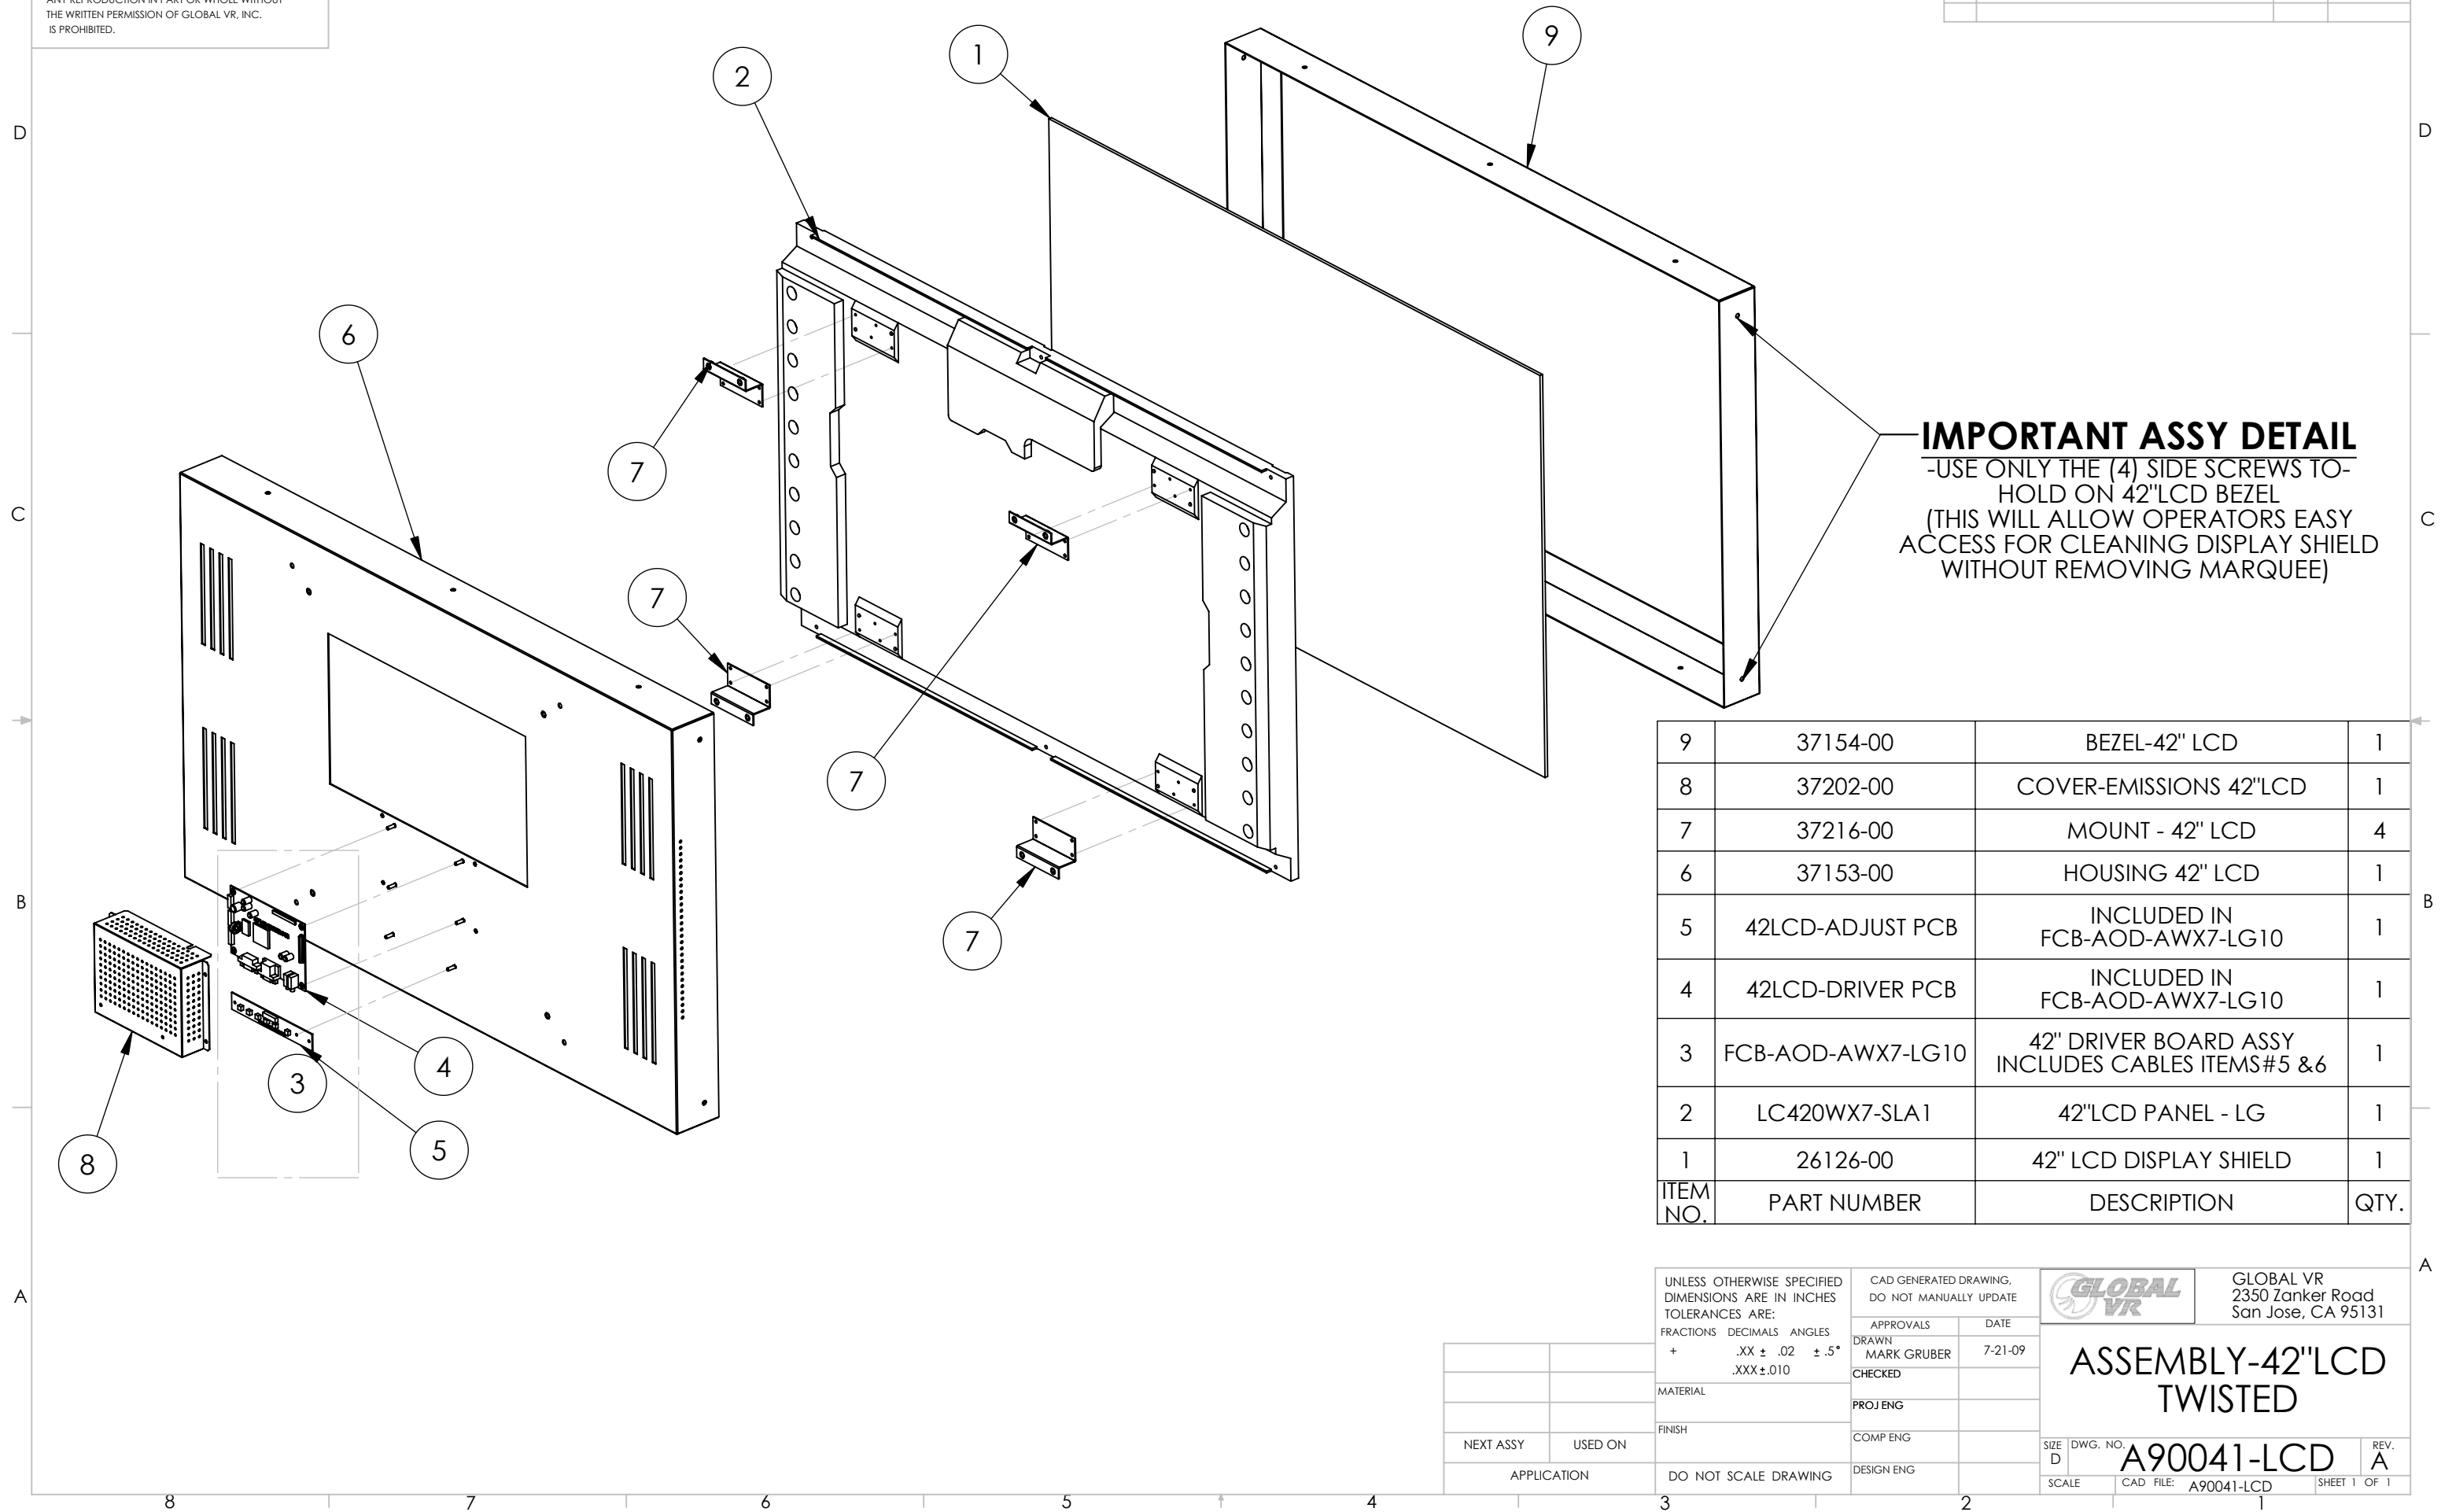 THE WRITTEN PERMISSION OF GLOBAL VR, INC.
IS PROHIBITED.
D
D
C
C
B
B
A
A
1
2
9
6
7
7
7
7
7
3
4
5
8
IMPORTANT ASSY DETAIL
-USE ONLY THE (4) SIDE SCREWS TO-
HOLD ON 42"LCD BEZEL
(THIS WILL ALLOW OPERATORS EASY
ACCESS FOR CLEANING DISPLAY SHIELD
WITHOUT REMOVING MARQUEE)
9 37154-00 BEZEL-42" LCD 1
8 37202-00 COVER-EMISSIONS 42"LCD 1
7 37216-00 MOUNT - 42" LCD 4
6 37153-00 HOUSING 42" LCD 1
5 42LCD-ADJUST PCB INCLUDED IN
FCB-AOD-AWX7-LG10 1
4 42LCD-DRIVER PCB INCLUDED IN
FCB-AOD-AWX7-LG10 1
3 FCB-AOD-AWX7-LG10 42" DRIVER BOARD ASSY
INCLUDES CABLES ITEMS#5 &6 1
2 LC420WX7-SLA1 42"LCD PANEL - LG 1
1 26126-00 42" LCD DISPLAY SHIELD 1
ITEM
NO. PART NUMBER DESCRIPTION QTY.
UNLESS OTHERWISE SPECIFIED
DIMENSIONS ARE IN INCHES
TOLERANCES ARE:
FRACTIONS DECIMALS ANGLES
+ .XX ± .02 ± .5°
.XXX ±.010
MATERIAL
FINISH
DO NOT SCALE DRAWING
NEXT ASSY USED ON
APPLICATION
CAD GENERATED DRAWING,
DO NOT MANUALLY UPDATE
APPROVALS DATE
DRAWN
MARK GRUBER 7-21-09
CHECKED
PROJ ENG
COMP ENG
DESIGN ENG
GLOBAL
VR
GLOBAL VR
2350 Zanker Road
San Jose, CA 95131
ASSEMBLY-42"LCD
TWISTED
SIZE
D
DWG. NO.
A90041-LCD
REV.
A
SCALE
CAD FILE: A90041-LCD
SHEET 1 OF 1
8 7 6 5 4 3 2 1